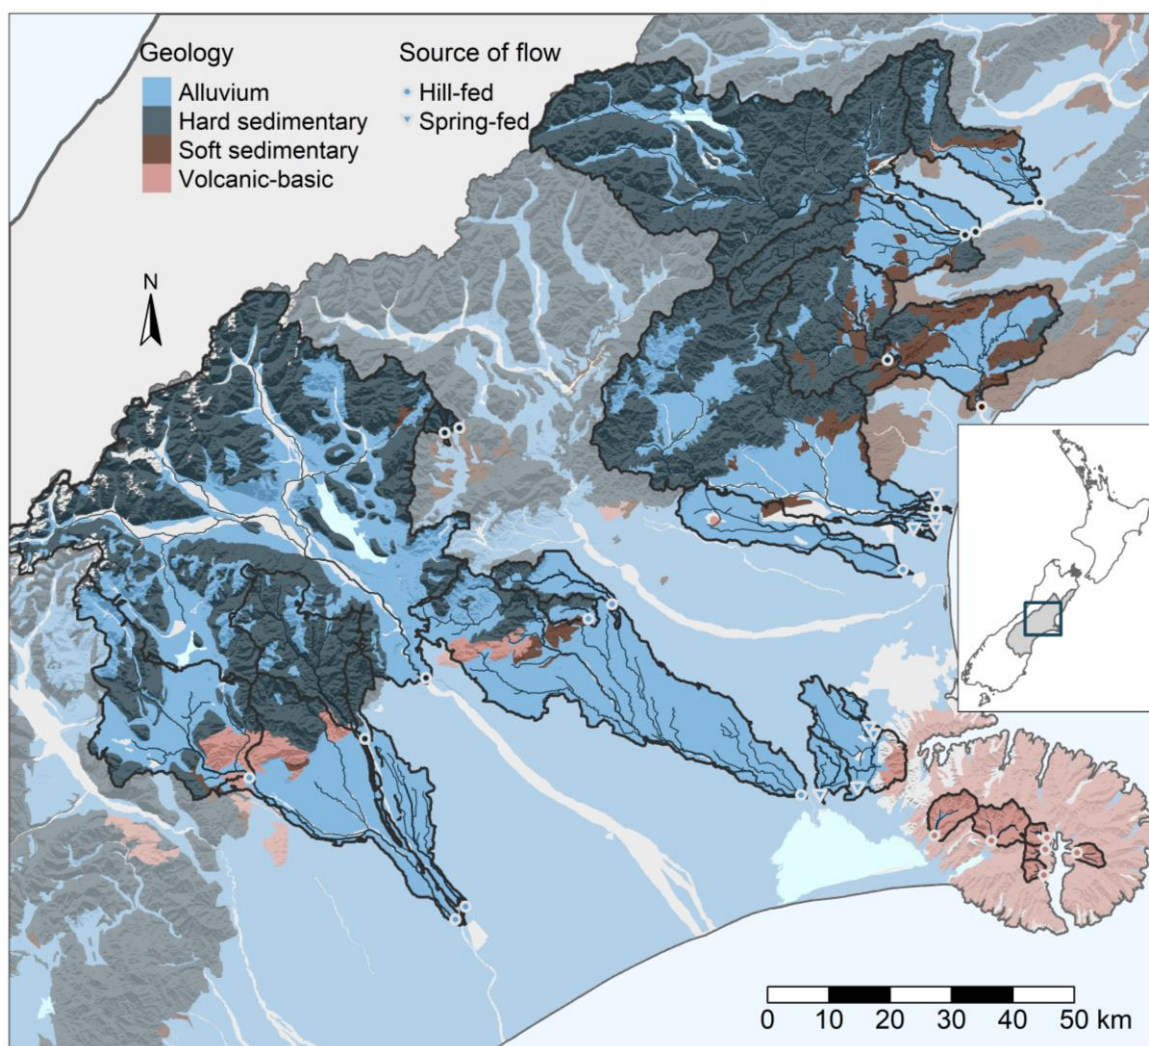 Geology
Alluvium
Hard sedimentary
Soft sedimentary
Volcanic-basic
Source of flow
Hill-fed
Spring-fed
N
0 10 20 30 40 50 km